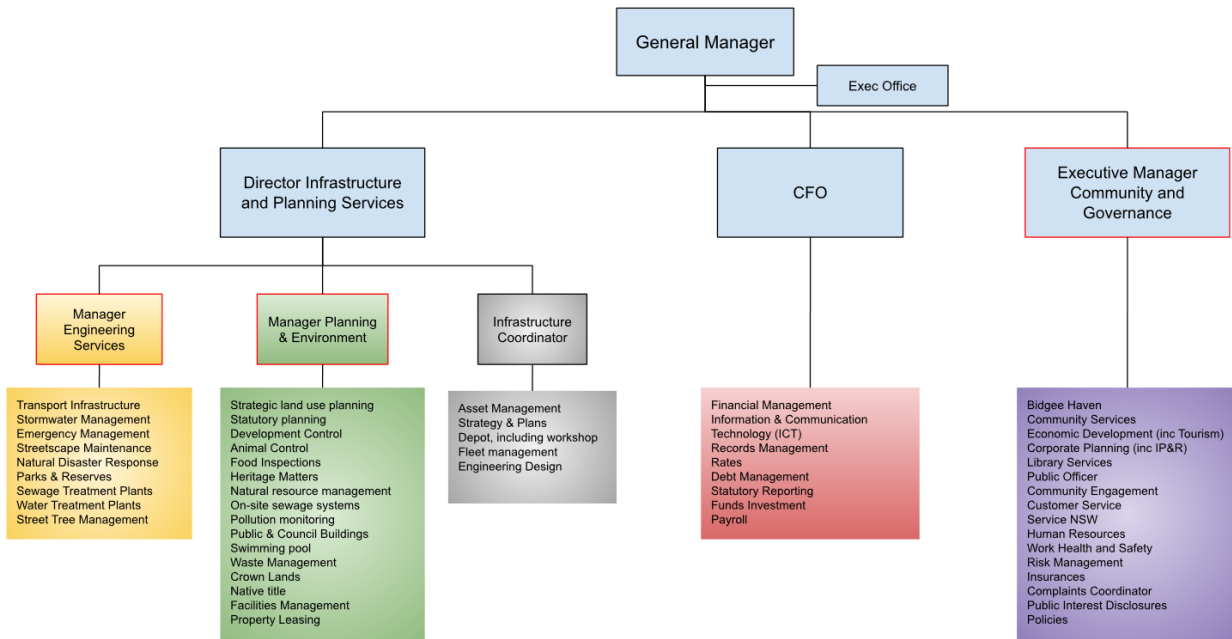 General Manager
Exec Office
Director Infrastructure
and Planning Services
CFO
Executive Manager
Community and
Governance
Manager
Engineering
Services
Manager Planning
& Environment
Infrastructure
Coordinator
Transport Infrastructure
Stormwater Management
Emergency Management
Streetscape Maintenance
Natural Disaster Response
Parks & Reserves
Sewage Treatment Plants
Water Treatment Plants
Street Tree Management
Strategic land use planning
Statutory planning
Development Control
Animal Control
Food Inspections
Heritage Matters
Natural resource management
On-site sewage systems
Pollution monitoring
Public & Council Buildings
Swimming pool
Waste Management
Crown Lands
Native title
Facilities Management
Property Leasing
Asset Management
Strategy & Plans
Depot, including workshop
Fleet management
Engineering Design
Financial Management
Information & Communication
Technology (ICT)
Records Management
Rates
Debt Management
Statutory Reporting
Funds Investment
Payroll
Bidgee Haven
Community Services
Economic Development (inc Tourism)
Corporate Planning (inc IP&R)
Library Services
Public Officer
Community Engagement
Customer Service
Service NSW
Human Resources
Work Health and Safety
Risk Management
Insurances
Complaints Coordinator
Public Interest Disclosures
Policies